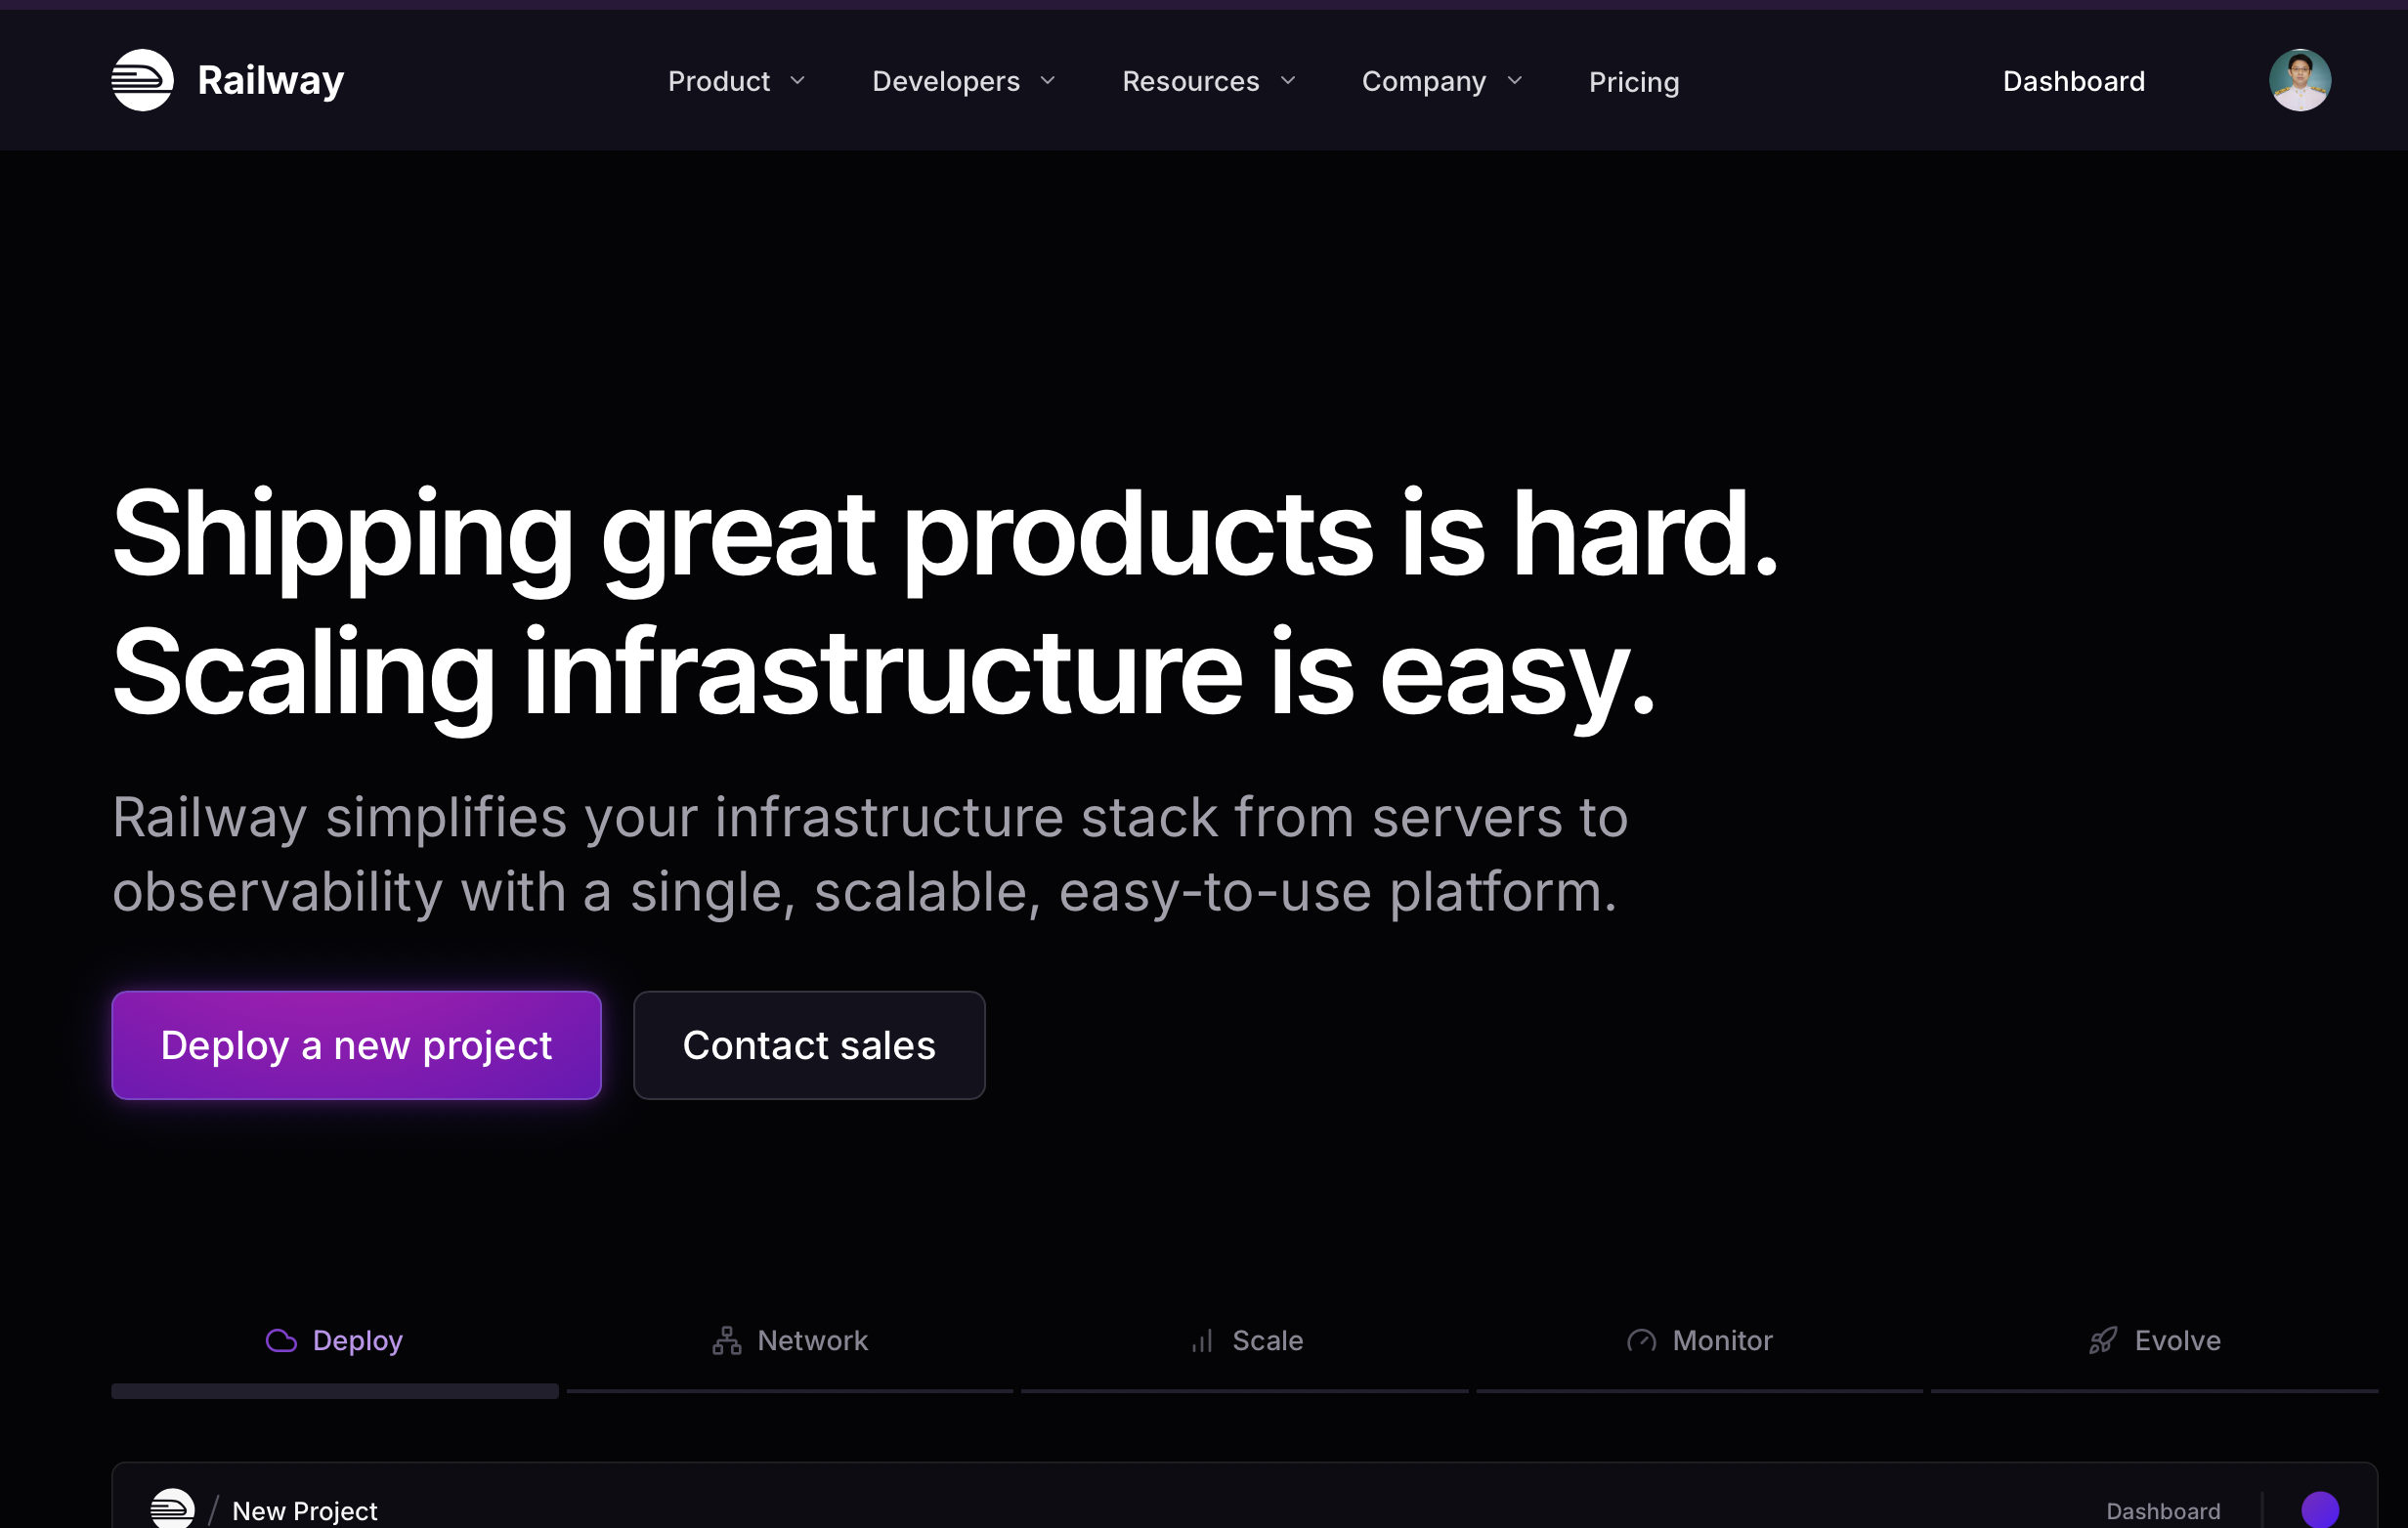 Railway
Product
Developers
Resources
Company
Pricing
Dashboard
Shipping great products is hard.
Scaling infrastructure is easy.
Railway simplifies your infrastructure stack from servers to
observability with a single, scalable, easy-to-use platform.
Deploy a new project
Contact sales
Deploy
Network
Scale
Monitor
Evolve
/ New Project
Dashboard